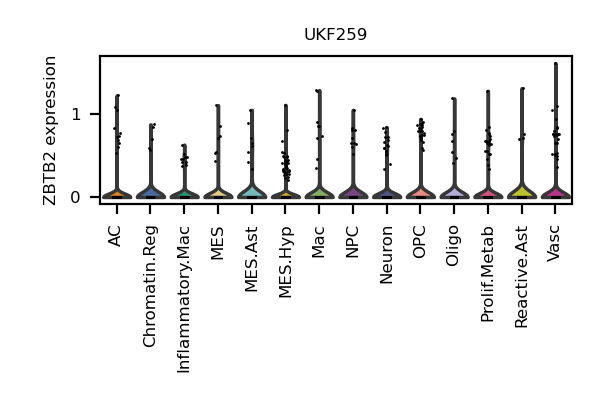 UKF259
ZBTB2 expression
1
0
AC
Chromatin.Reg
Inflammatory.Mac
MES
MES.Ast
MES.Hyp
Mac
NPC
Neuron
OPC
Oligo
Prolif.Metab
Reactive.Ast
Vasc